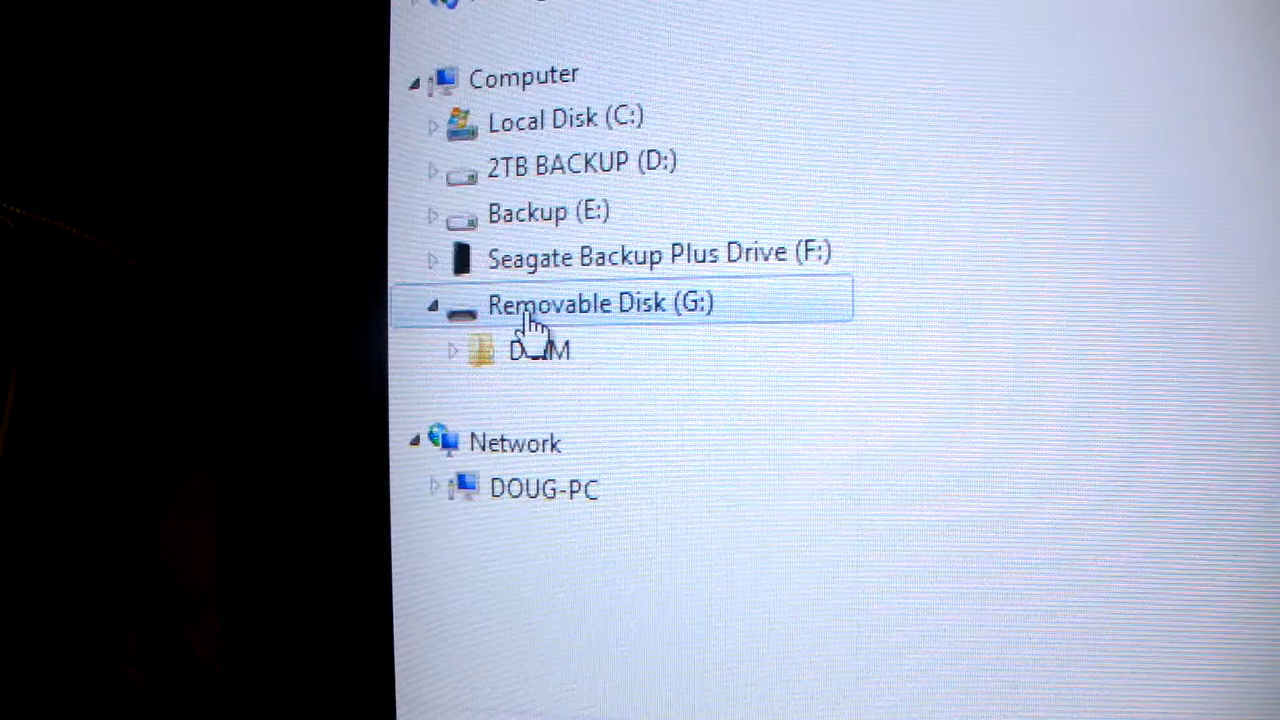 Computer
Local Disk (C:)
2TB BACKUP (D:)
Backup (E:)
Seagate Backup Plus Drive (F:)
Removable Disk (G:)
Network
DOUG-PC